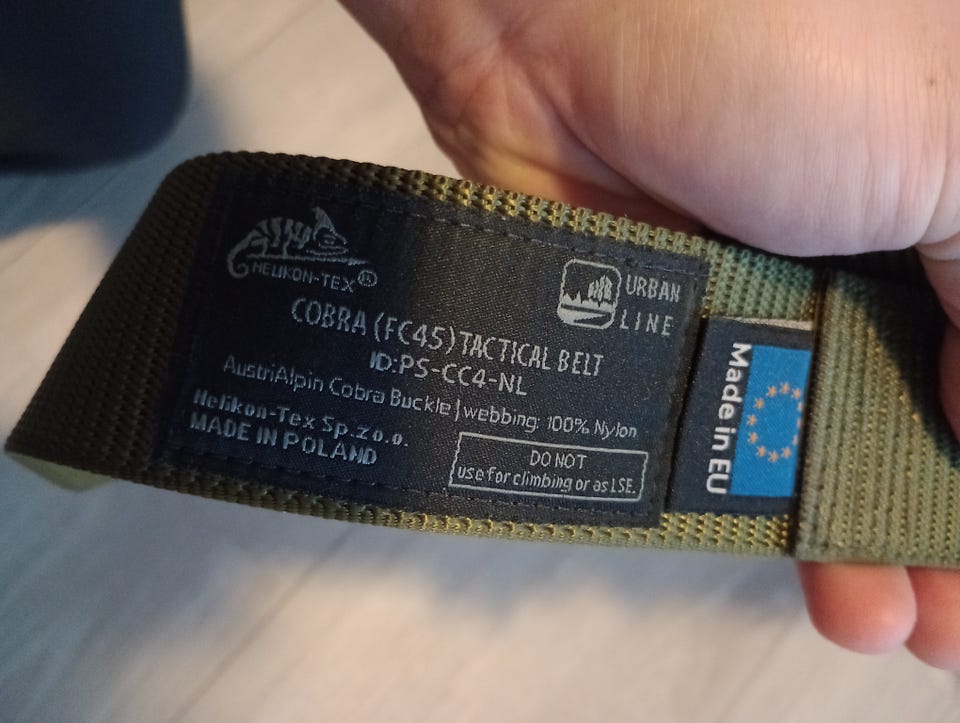 HELIKON-TEX®
URBAN
LINE
COBRA (FC45) TACTICAL BELT
ID:PS-CC4-NL
AustriAlpin Cobra Buckle | webbing: 100% Nylon
Helikon-Tex Sp.zo.o.
MADE IN POLAND
DO NOT
use for climbing or as LSE.
Made in EU